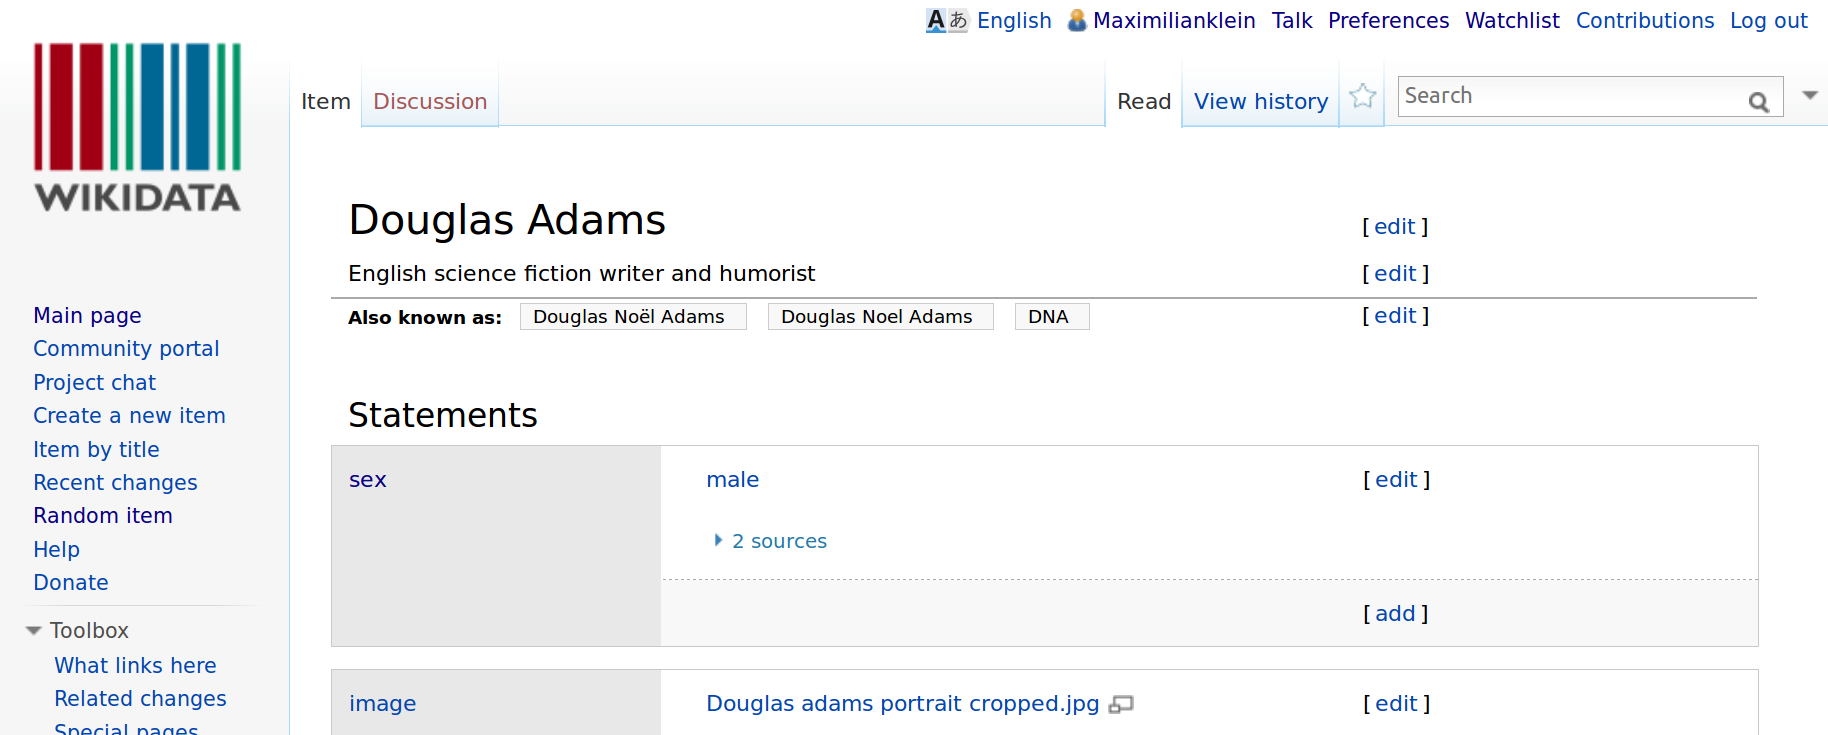 Aあ English Maximilianklein Talk Preferences Watchlist Contributions Log out
WIKIDATA
Item Discussion Read View history Search
Douglas Adams [ edit ]
English science fiction writer and humorist [ edit ]
Also known as: Douglas Noël Adams Douglas Noel Adams DNA [ edit ]
Statements
sex male [ edit ]
2 sources
[ add ]
image Douglas adams portrait cropped.jpg [ edit ]
Main page
Community portal
Project chat
Create a new item
Item by title
Recent changes
Random item
Help
Donate
Toolbox
What links here
Related changes
Special pages